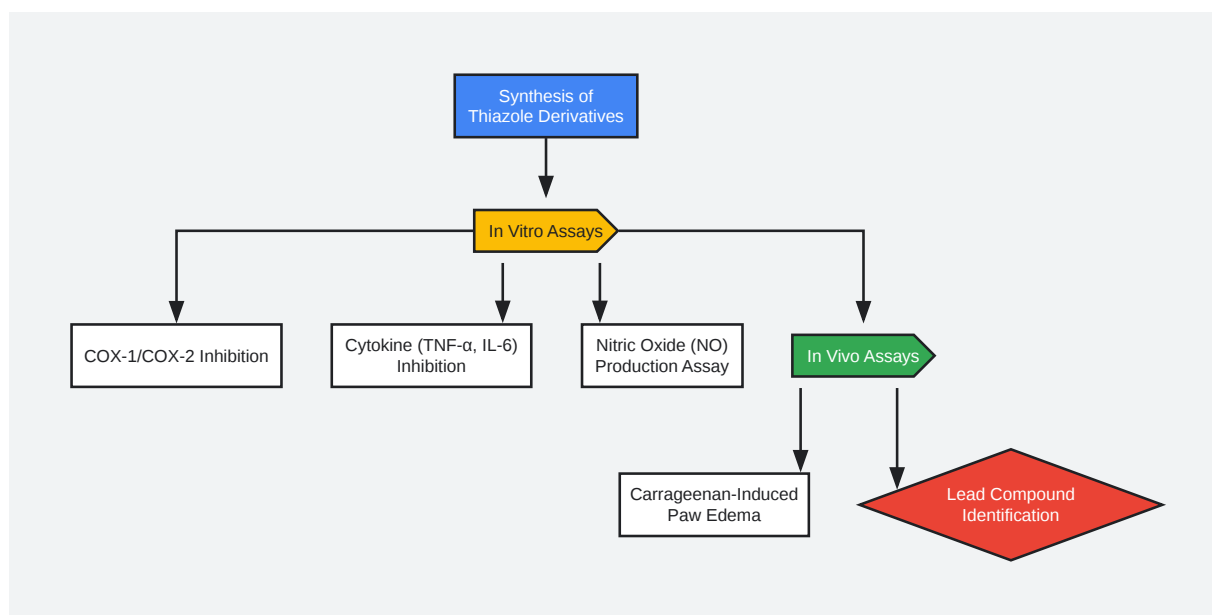 Synthesis of
Thiazole Derivatives
In Vitro Assays
COX-1/COX-2 Inhibition
Cytokine (TNF-α, IL-6)
Inhibition
Nitric Oxide (NO)
Production Assay
In Vivo Assays
Carrageenan-Induced
Paw Edema
Lead Compound
Identification